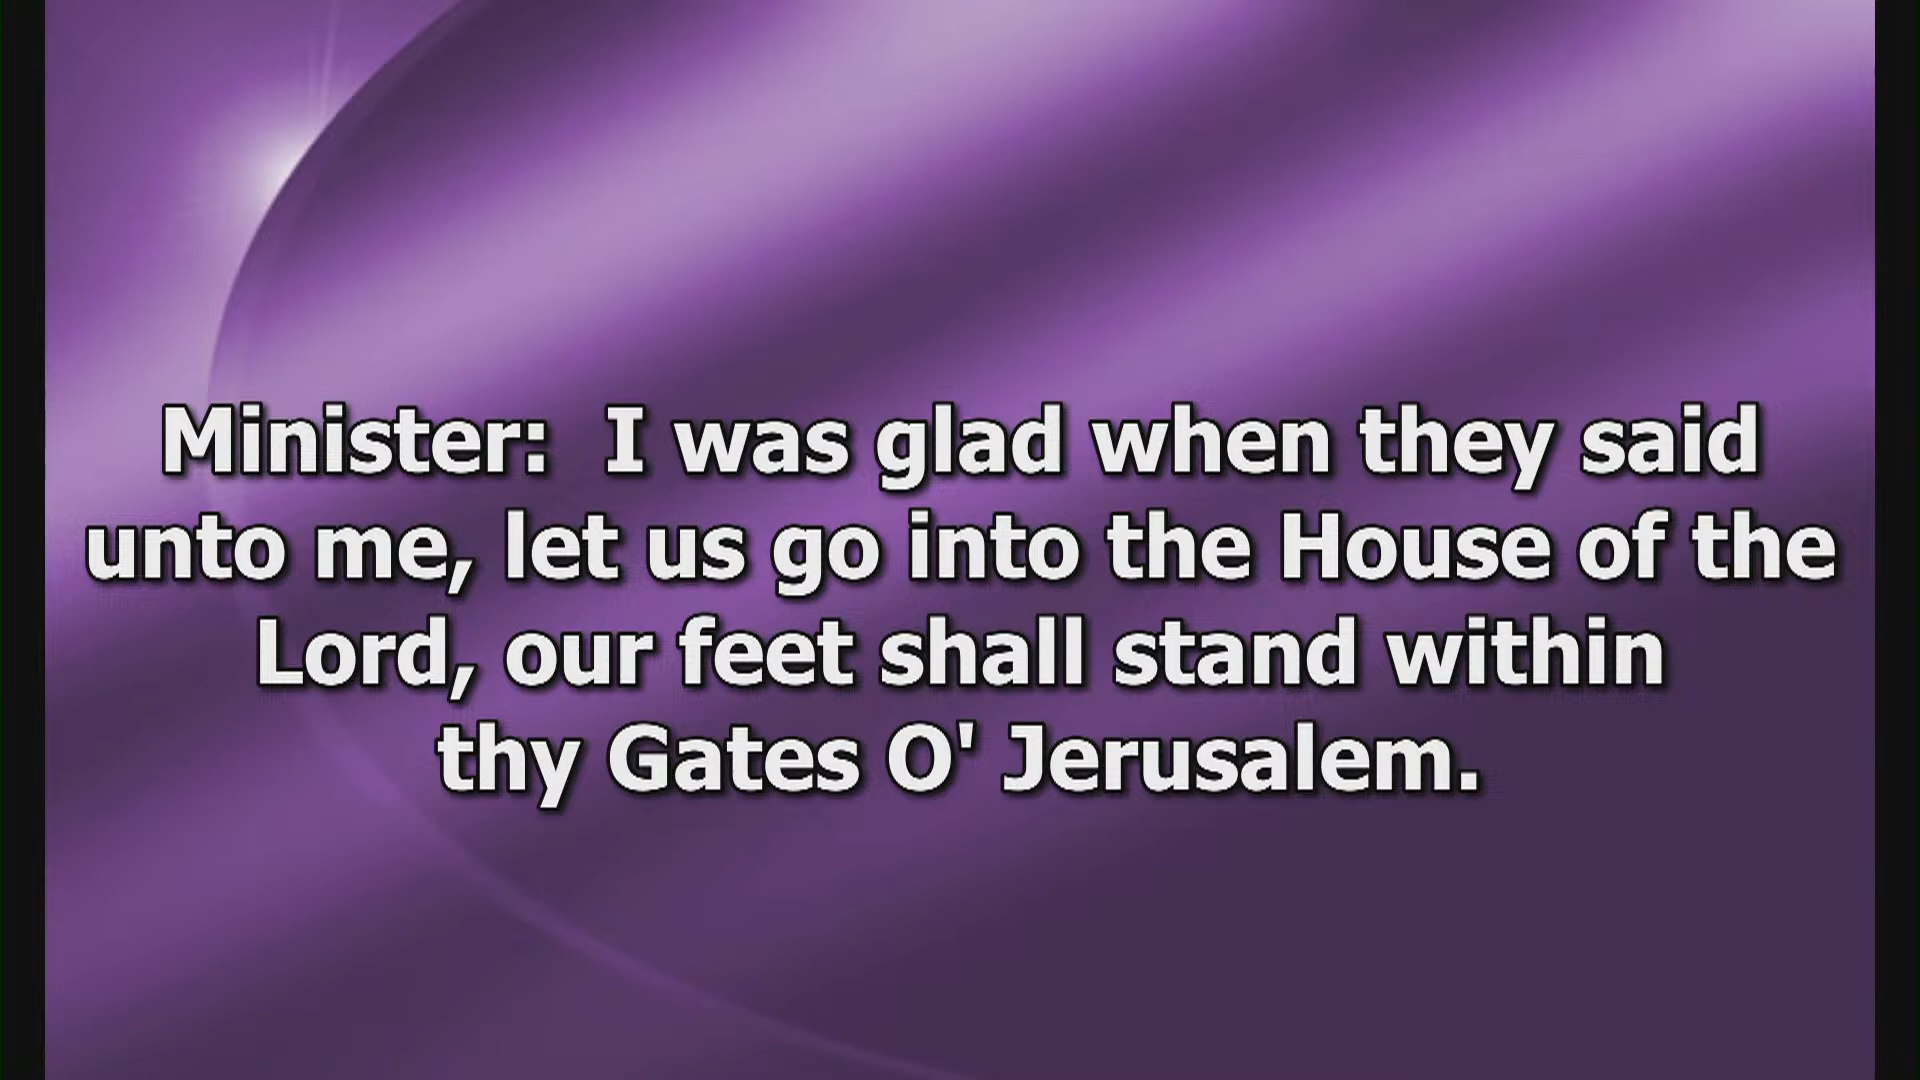 Minister:  I was glad when they said
unto me, let us go into the House of the
Lord, our feet shall stand within
thy Gates O' Jerusalem.